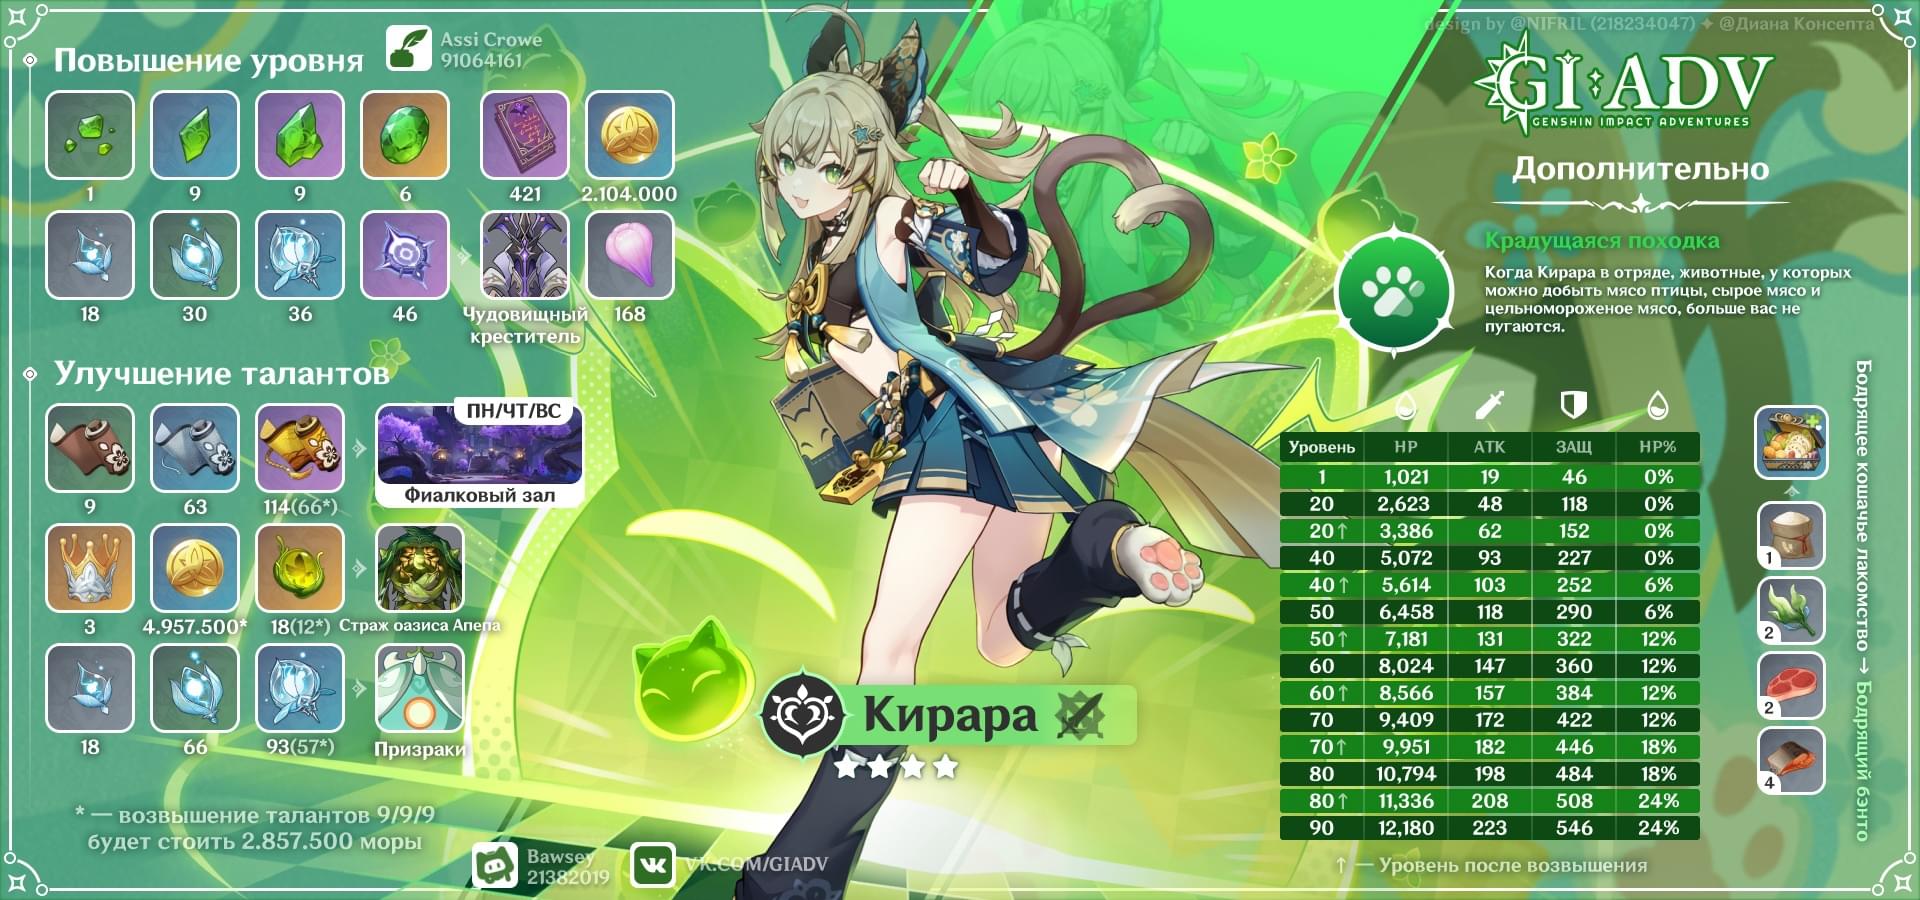 design by @NIFRIL (218234047) ✦ @Диана Консепта
Повышение уровня
Assi Crowe
91064161
1
9
9
6
421
2.104.000
18
30
36
46
Чудовищный
креститель
168
Улучшение талантов
9
63
114(66*)
ПН/ЧТ/ВС
Фиалковый зал
3
4.957.500*
18(12*)
Страж оазиса Апепа
18
66
93(57*)
Призраки
* — возвышение талантов 9/9/9
будет стоить 2.857.500 моры
Bawsey
21382019
VK.COM/GIADV
Кирара
GI·ADV
GENSHIN IMPACT ADVENTURES
Дополнительно
Крадущаяся походка
Когда Кирара в отряде, животные, у которых
можно добыть мясо птицы, сырое мясо и
цельномороженое мясо, больше вас не
пугаются.
Уровень HP АТК ЗАЩ HP%
1 1,021 19 46 0%
20 2,623 48 118 0%
20↑ 3,386 62 152 0%
40 5,072 93 227 0%
40↑ 5,614 103 252 6%
50 6,458 118 290 6%
50↑ 7,181 131 322 12%
60 8,024 147 360 12%
60↑ 8,566 157 384 12%
70 9,409 172 422 12%
70↑ 9,951 182 446 18%
80 10,794 198 484 18%
80↑ 11,336 208 508 24%
90 12,180 223 546 24%
↑ — Уровень после возвышения
1
2
2
4
Бодрящее кошачье лакомство → Бодрящий бэнто